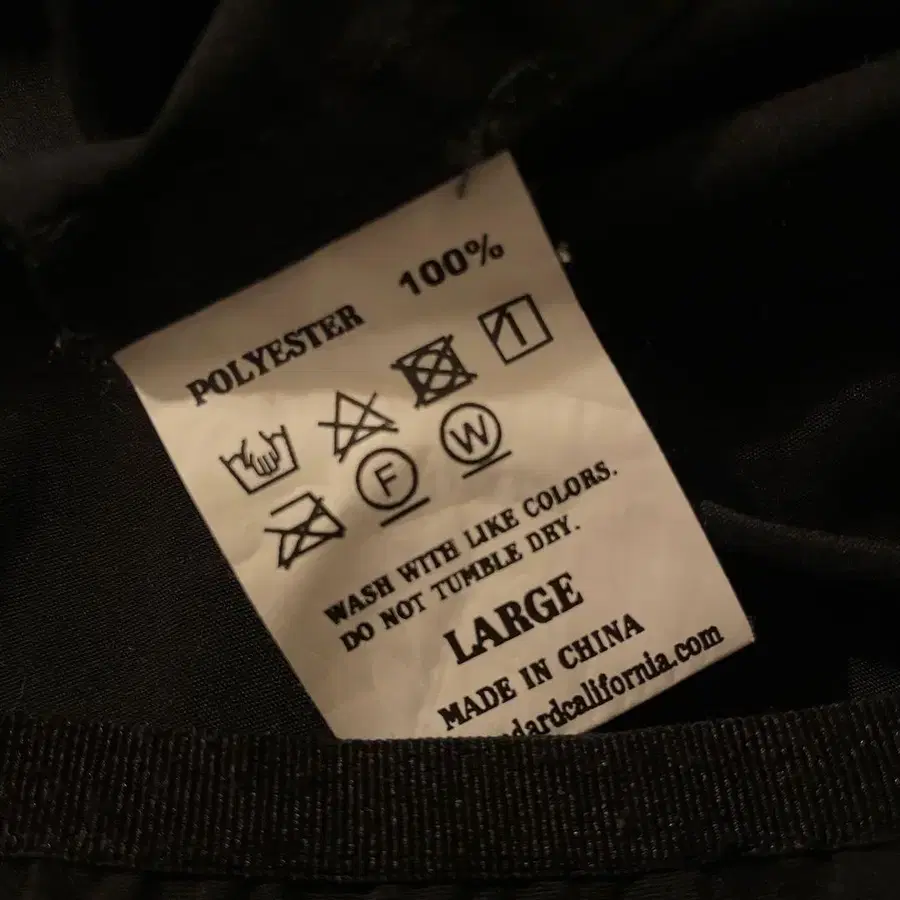 POLYESTER 100%
F W
WASH WITH LIKE COLORS.
DO NOT TUMBLE DRY.
LARGE
MADE IN CHINA
dardcalifornia.com